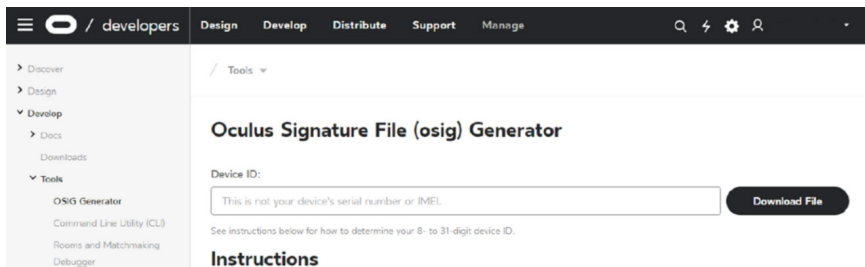 / developers Design Develop Distribute Support Manage
Discover
Design
Develop
Docs
Downloads
Tools
OSIG Generator
Command Line Utility (CLI)
Rooms and Matchmaking
Debugger
/ Tools
Oculus Signature File (osig) Generator
Device ID:
This is not your device's serial number or IMEI.
Download File
See instructions below for how to determine your 8- to 31-digit device ID.
Instructions